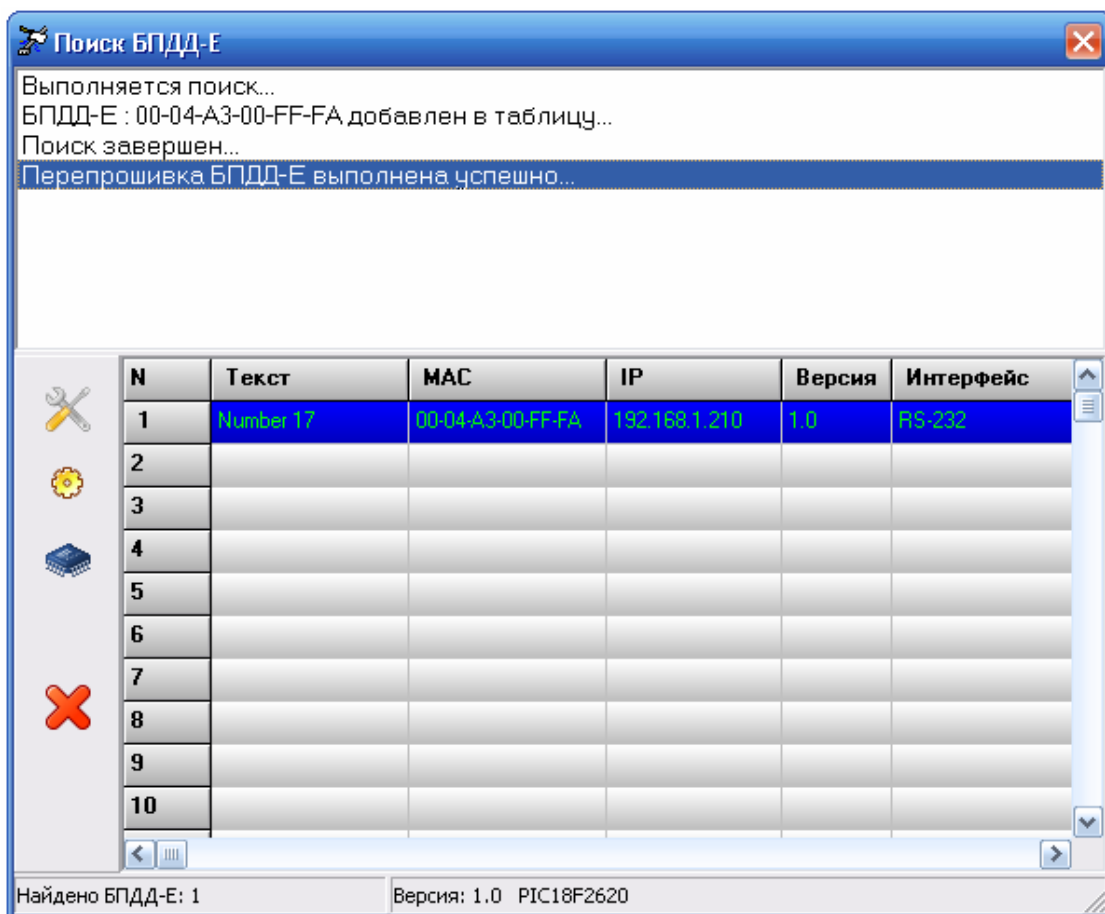 Поиск БПДД-Е
Выполняется поиск...
БПДД-Е : 00-04-A3-00-FF-FA добавлен в таблицу...
Поиск завершен...
Перепрошивка БПДД-Е выполнена успешно...
N Текст MAC IP Версия Интерфейс
1 Number 17 00-04-A3-00-FF-FA 192.168.1.210 1.0 RS-232
2
3
4
5
6
7
8
9
10
Найдено БПДД-Е: 1 Версия: 1.0 PIC18F2620